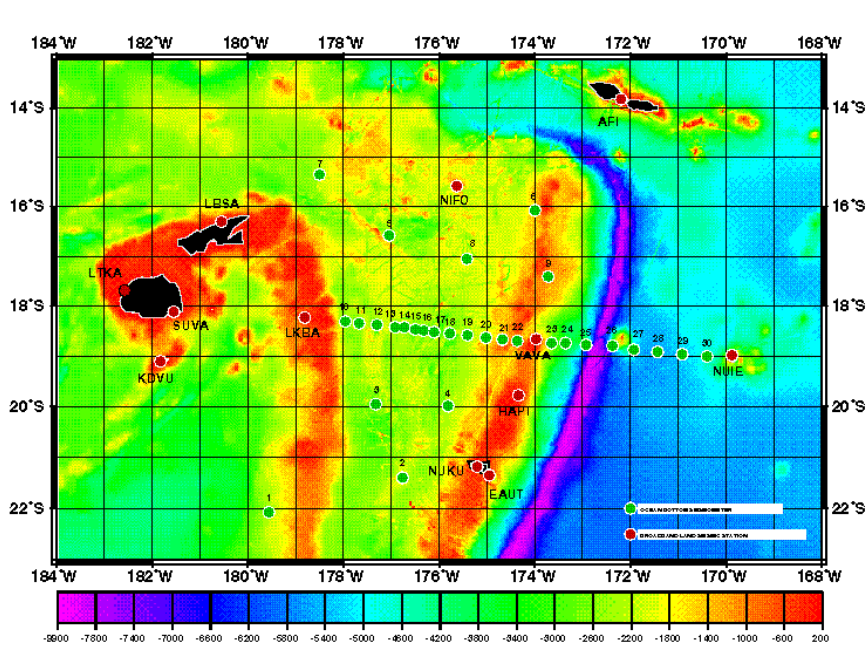 184°W 182°W 180°W 178°W 176°W 174°W 172°W 170°W 168°W
14°S 14°S
AFI
7
LBSA
NIFO
6
16°S 16°S
8
9
LTKA
18°S 18°S
SUVA
LKBA
10 11 12 13 14 15 16 17 18 19 20 21 22 23 24 25 26 27 28 29 30
VAVA
NUIE
KDVU
3 4
20°S HAPI 20°S
2
NUKU
EAUT
1
22°S 22°S
OCEAN BOTTOM SEISMOMETER
BROADBAND LAND SEISMIC STATION
184°W 182°W 180°W 178°W 176°W 174°W 172°W 170°W 168°W
-9900 -7800 -7400 -7000 -6600 -6200 -5800 -5400 -5000 -4600 -4200 -3800 -3400 -3000 -2600 -2200 -1800 -1400 -1000 -600 200